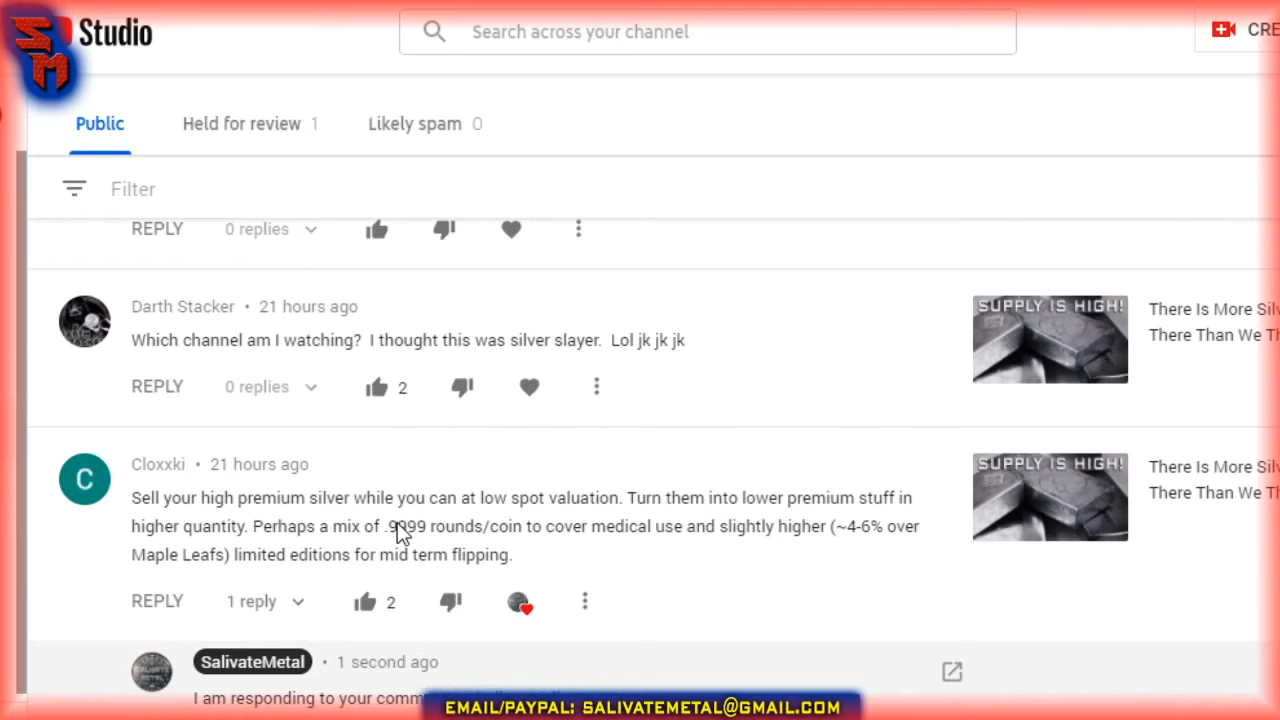 SM
Studio
Search across your channel
CRE
Public
Held for review 1
Likely spam 0
Filter
REPLY 0 replies
Darth Stacker • 21 hours ago
Which channel am I watching? I thought this was silver slayer. Lol jk jk jk
REPLY 0 replies 2
SUPPLY IS HIGH!
There Is More Silv
There Than We Th
C
Cloxxki • 21 hours ago
Sell your high premium silver while you can at low spot valuation. Turn them into lower premium stuff in
higher quantity. Perhaps a mix of .9999 rounds/coin to cover medical use and slightly higher (~4-6% over
Maple Leafs) limited editions for mid term flipping.
REPLY 1 reply 2
SUPPLY IS HIGH!
There Is More Silv
There Than We Th
SalivateMetal • 1 second ago
I am responding to your comm
EMAIL/PAYPAL: SALIVATEMETAL@GMAIL.COM